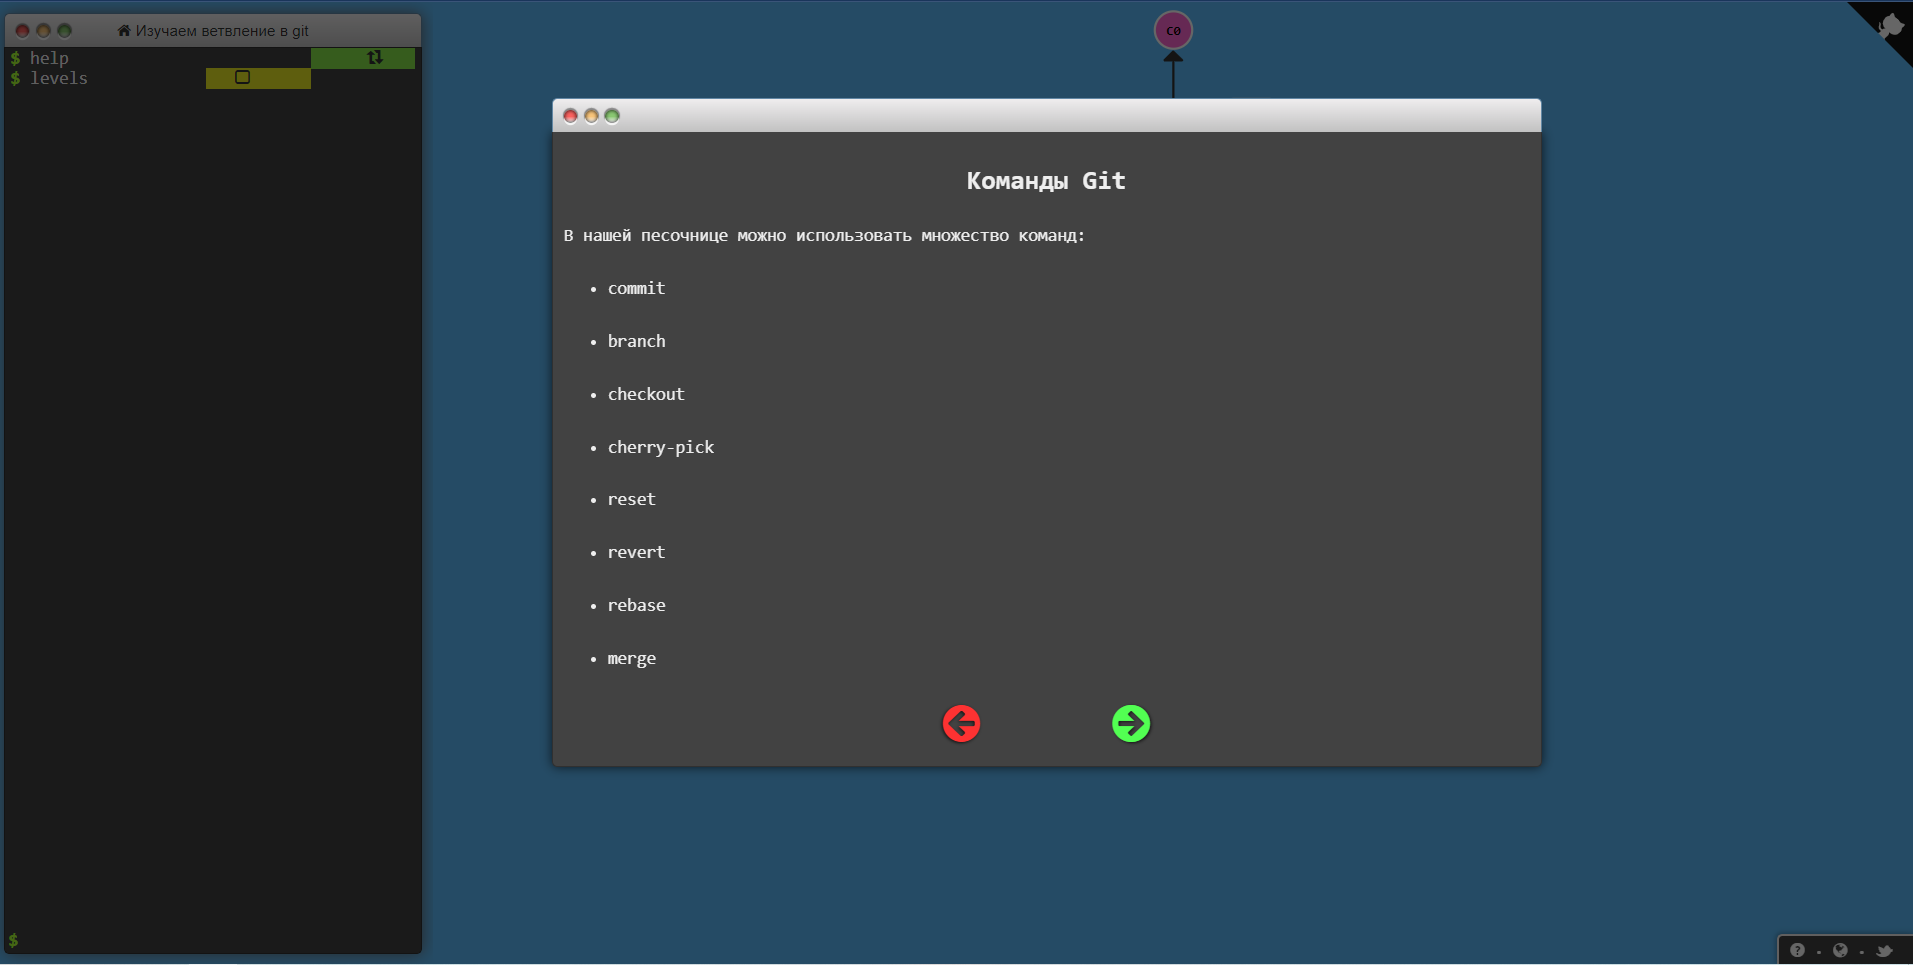 Изучаем ветвление в git
$ help
$ levels
$
C0
Команды Git
В нашей песочнице можно использовать множество команд:
• commit
• branch
• checkout
• cherry-pick
• reset
• revert
• rebase
• merge